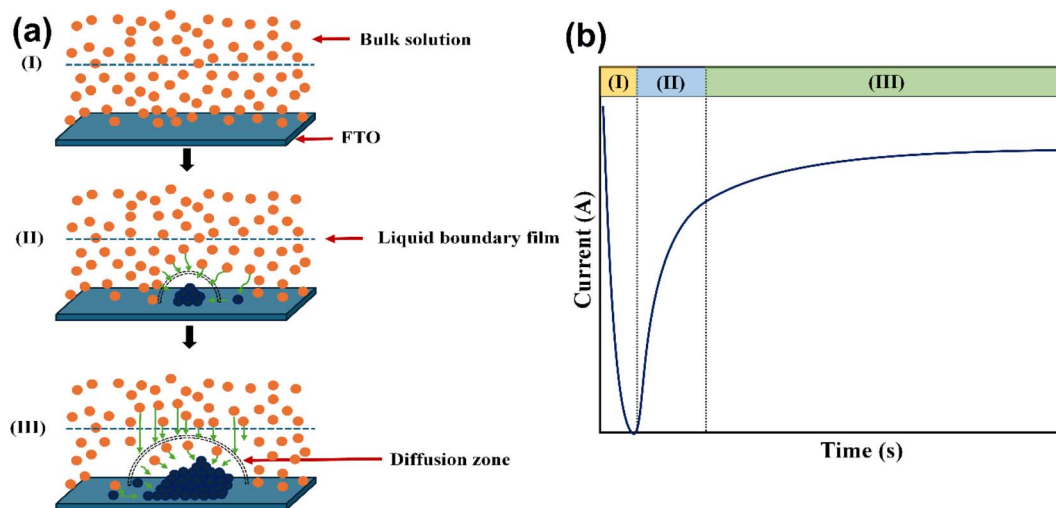 (a)
Bulk solution
(I)
FTO
(II)
Liquid boundary film
(III)
Diffusion zone
(b)
(I)
(II)
(III)
Current (A)
Time (s)